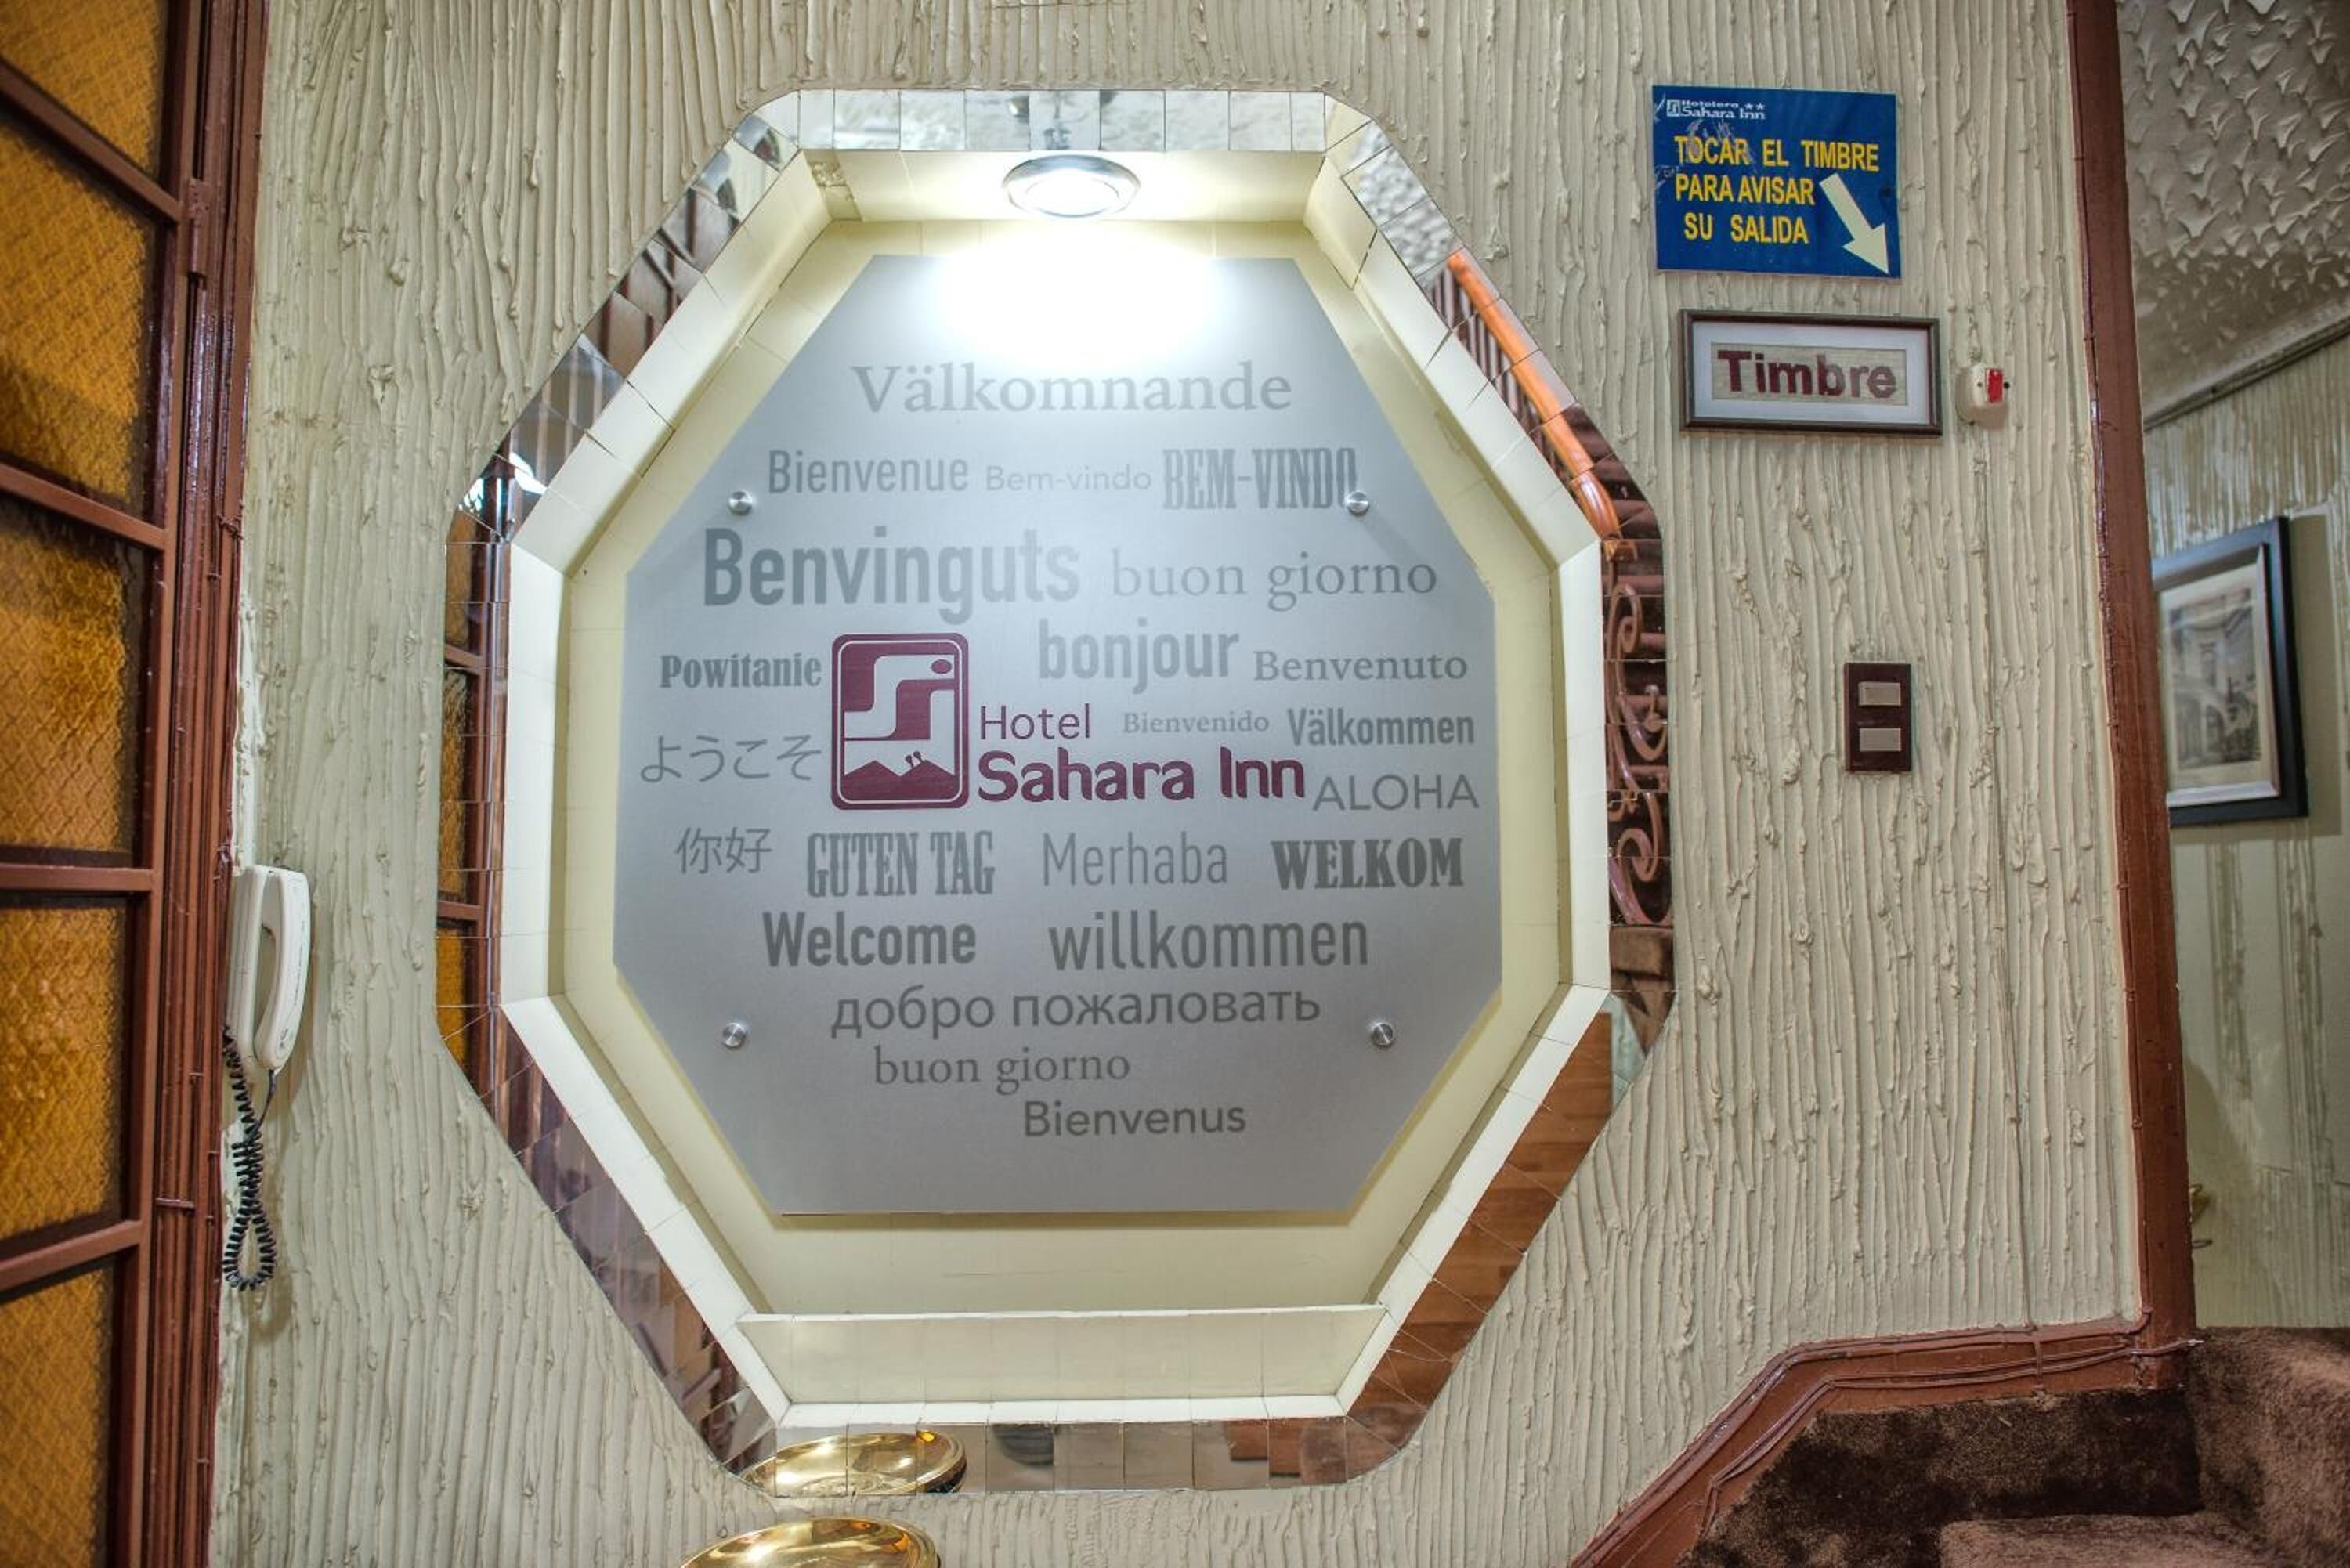 Välkomnande
Bienvenue Bem-vindo BEM-VINDO
Benvinguts buon giorno
Powitanie bonjour Benvenuto
ようこそ Hotel Bienvenido Välkommen
Sahara Inn ALOHA
你好 GUTEN TAG Merhaba WELKOM
Welcome willkommen
добро пожаловать
buon giorno
Bienvenus
Hotelera
Sahara Inn
TOCAR EL TIMBRE
PARA AVISAR
SU SALIDA
Timbre